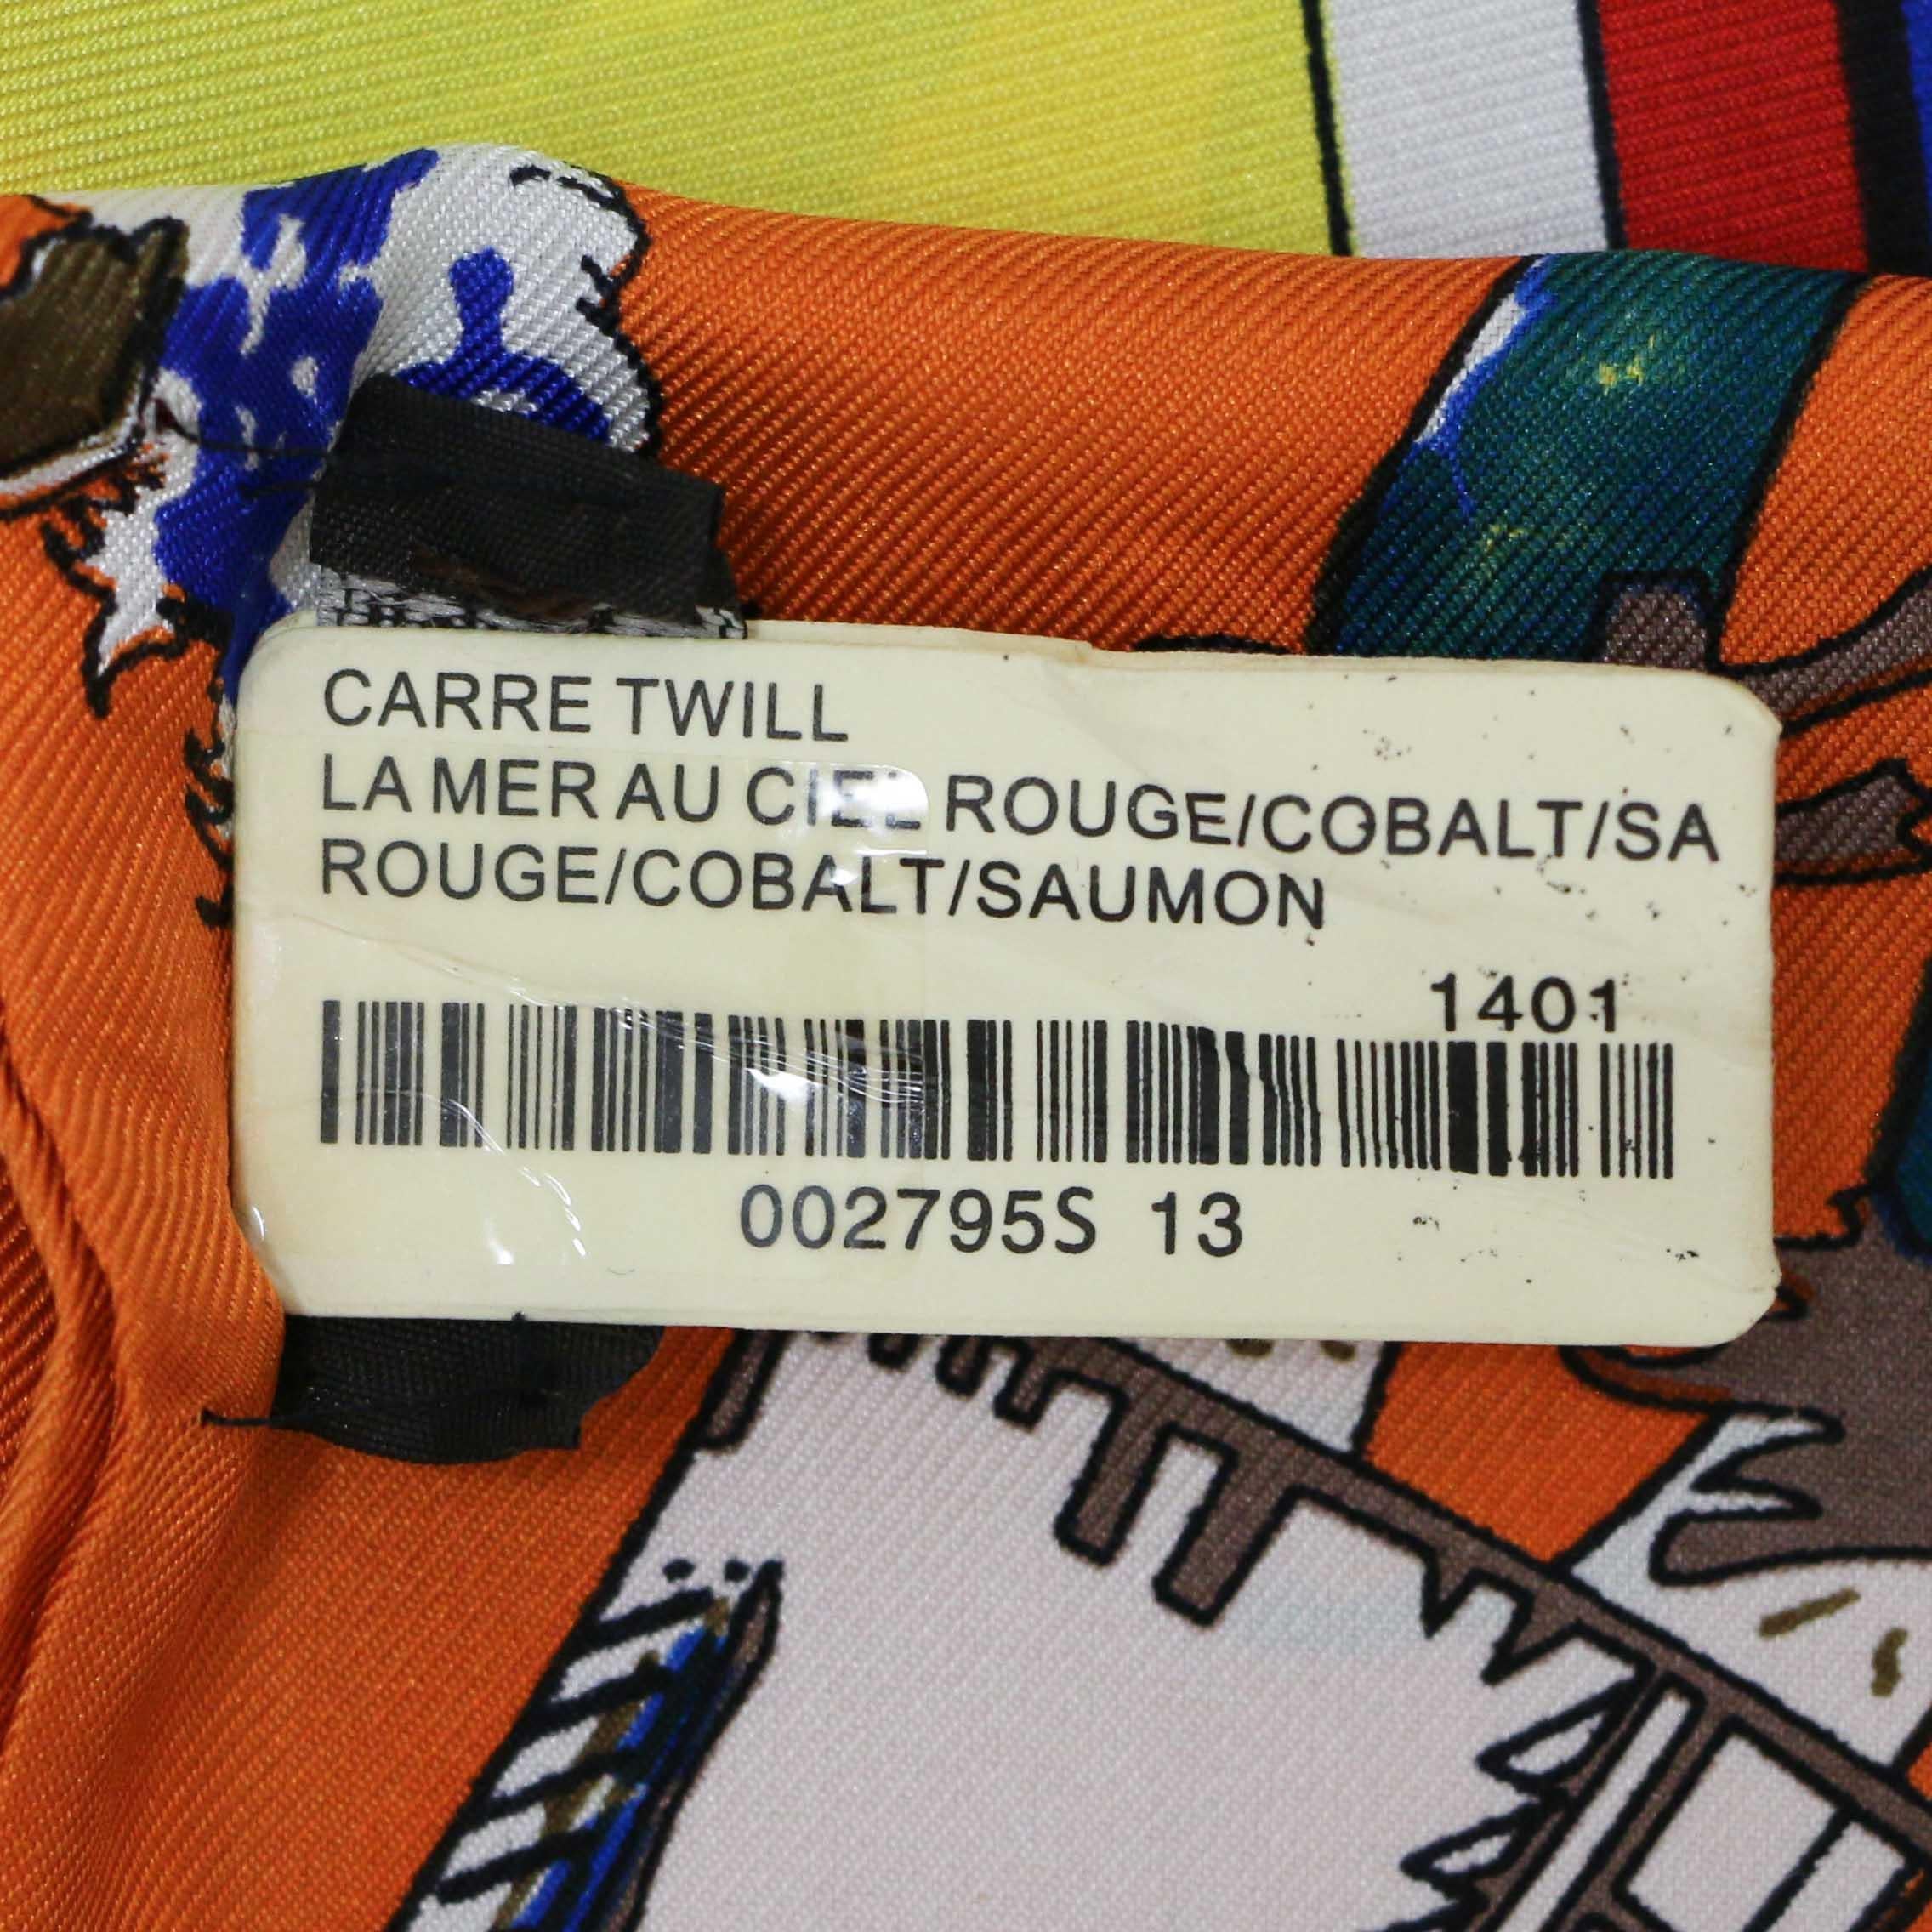 CARRE TWILL
LA MER AU CIEL ROUGE/COBALT/SA
ROUGE/COBALT/SAUMON
1401
002795S 13